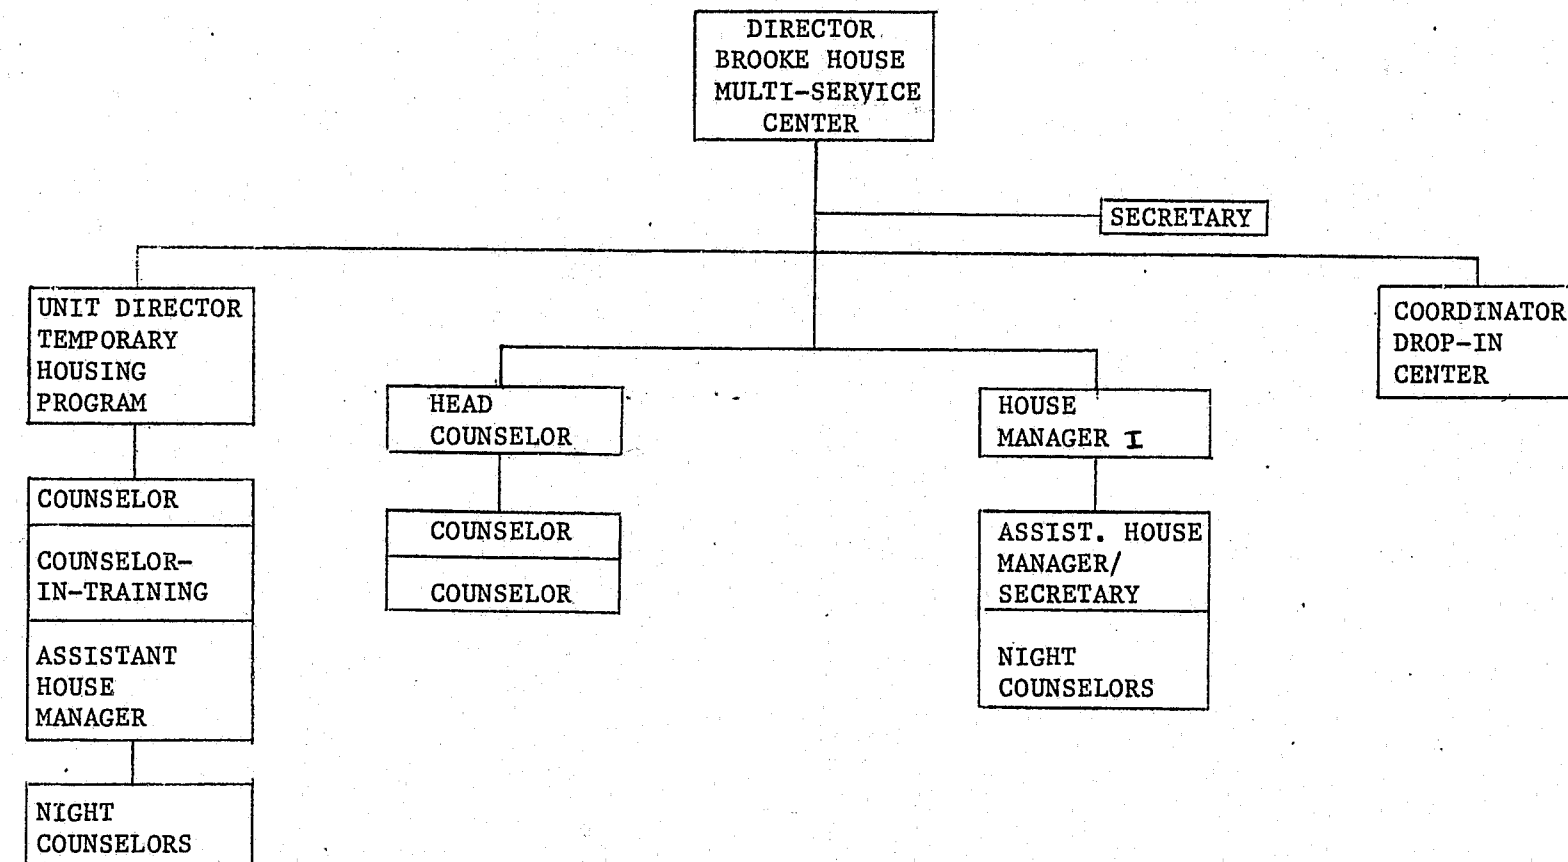 DIRECTOR
BROOKE HOUSE
MULTI-SERVICE
CENTER
SECRETARY
UNIT DIRECTOR
TEMPORARY
HOUSING
PROGRAM
COUNSELOR
COUNSELOR-
IN-TRAINING
ASSISTANT
HOUSE
MANAGER
NIGHT
COUNSELORS
HEAD
COUNSELOR
COUNSELOR
COUNSELOR
HOUSE
MANAGER I
ASSIST. HOUSE
MANAGER/
SECRETARY
NIGHT
COUNSELORS
COORDINATOR
DROP-IN
CENTER